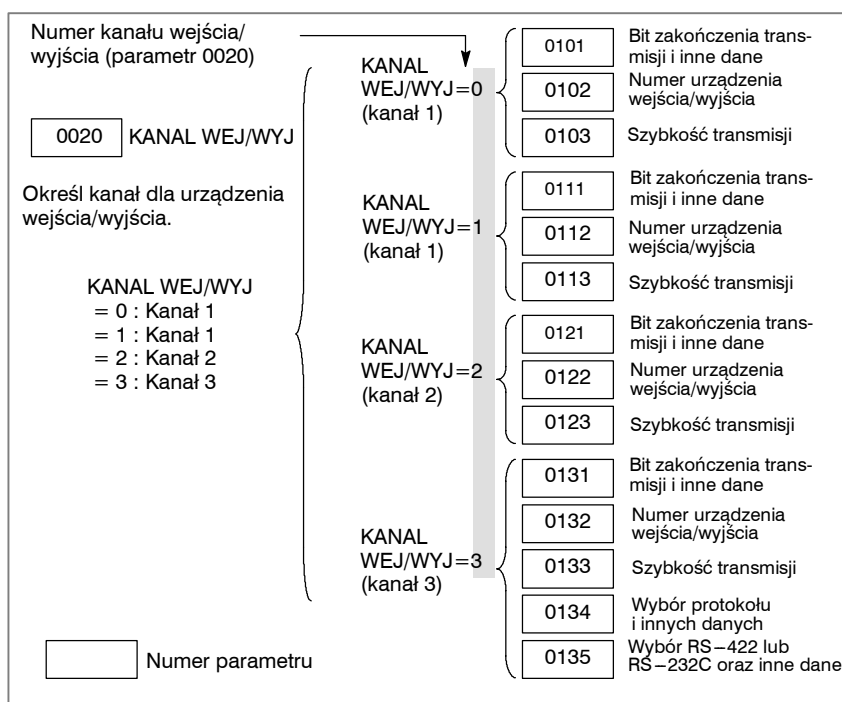 Numer kanału wejścia/
wyjścia (parametr 0020)
0020 KANAL WEJ/WYJ
Określ kanał dla urządzenia
wejścia/wyjścia.
KANAL WEJ/WYJ
= 0 : Kanał 1
= 1 : Kanał 1
= 2 : Kanał 2
= 3 : Kanał 3
Numer parametru
KANAL
WEJ/WYJ=0
(kanał 1)
0101 Bit zakończenia trans-
misji i inne dane
0102 Numer urządzenia
wejścia/wyjścia
0103 Szybkość transmisji
KANAL
WEJ/WYJ=1
(kanał 1)
0111 Bit zakończenia trans-
misji i inne dane
0112 Numer urządzenia
wejścia/wyjścia
0113 Szybkość transmisji
KANAL
WEJ/WYJ=2
(kanał 2)
0121 Bit zakończenia trans-
misji i inne dane
0122 Numer urządzenia
wejścia/wyjścia
0123 Szybkość transmisji
KANAL
WEJ/WYJ=3
(kanał 3)
0131 Bit zakończenia trans-
misji i inne dane
0132 Numer urządzenia
wejścia/wyjścia
0133 Szybkość transmisji
0134 Wybór protokołu
i innych danych
0135 Wybór RS−422 lub
RS−232C oraz inne dane